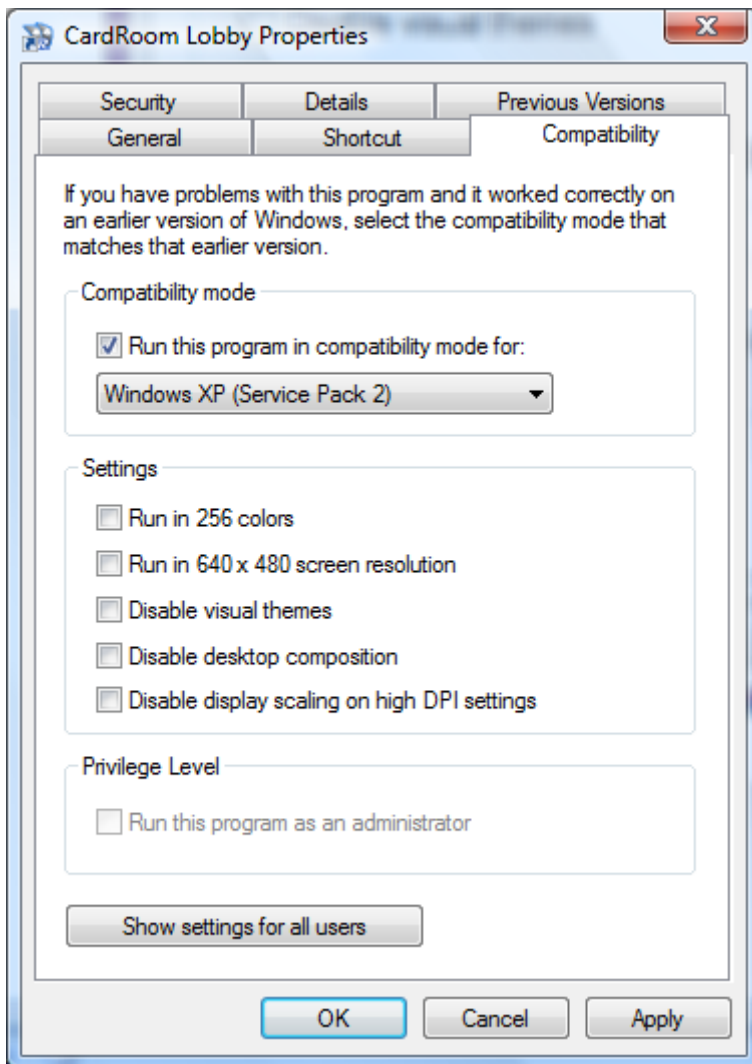 visual themes
CardRoom Lobby Properties
Security Details Previous Versions
General Shortcut Compatibility
If you have problems with this program and it worked correctly on
an earlier version of Windows, select the compatibility mode that
matches that earlier version.
Compatibility mode
Run this program in compatibility mode for:
Windows XP (Service Pack 2)
Settings
Run in 256 colors
Run in 640 x 480 screen resolution
Disable visual themes
Disable desktop composition
Disable display scaling on high DPI settings
Privilege Level
Run this program as an administrator
Show settings for all users
OK Cancel Apply